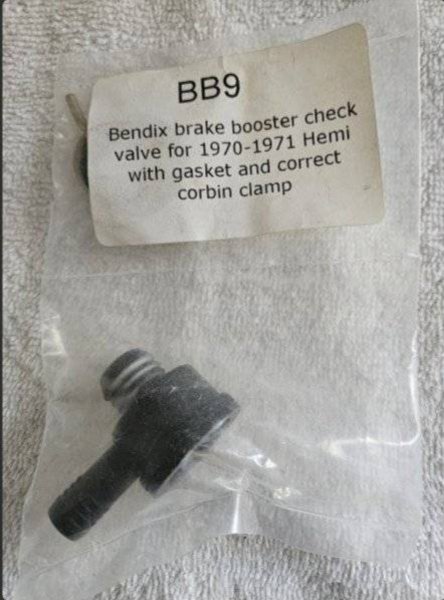 BB9
Bendix brake booster check
valve for 1970-1971 Hemi
with gasket and correct
corbin clamp